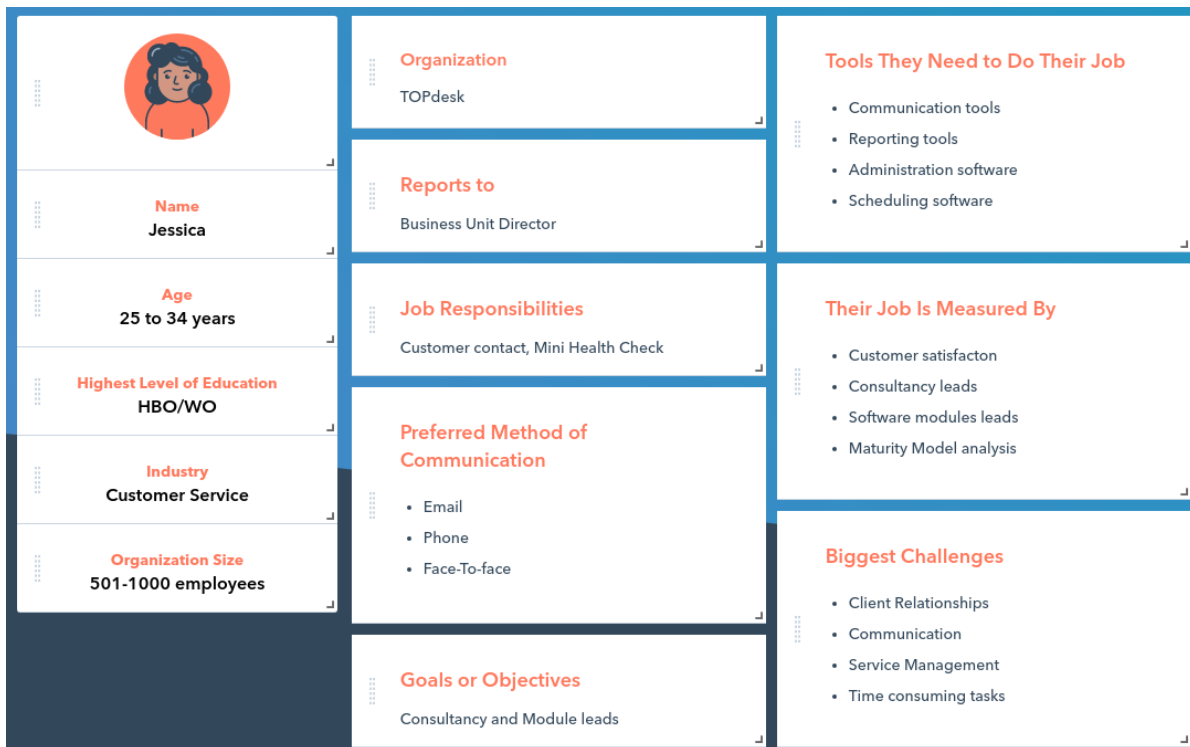 Name
Jessica
Age
25 to 34 years
Highest Level of Education
HBO/WO
Industry
Customer Service
Organization Size
501-1000 employees
Organization
TOPdesk
Reports to
Business Unit Director
Job Responsibilities
Customer contact, Mini Health Check
Preferred Method of
Communication
• Email
• Phone
• Face-To-face
Goals or Objectives
Consultancy and Module leads
Tools They Need to Do Their Job
• Communication tools
• Reporting tools
• Administration software
• Scheduling software
Their Job Is Measured By
• Customer satisfacton
• Consultancy leads
• Software modules leads
• Maturity Model analysis
Biggest Challenges
• Client Relationships
• Communication
• Service Management
• Time consuming tasks